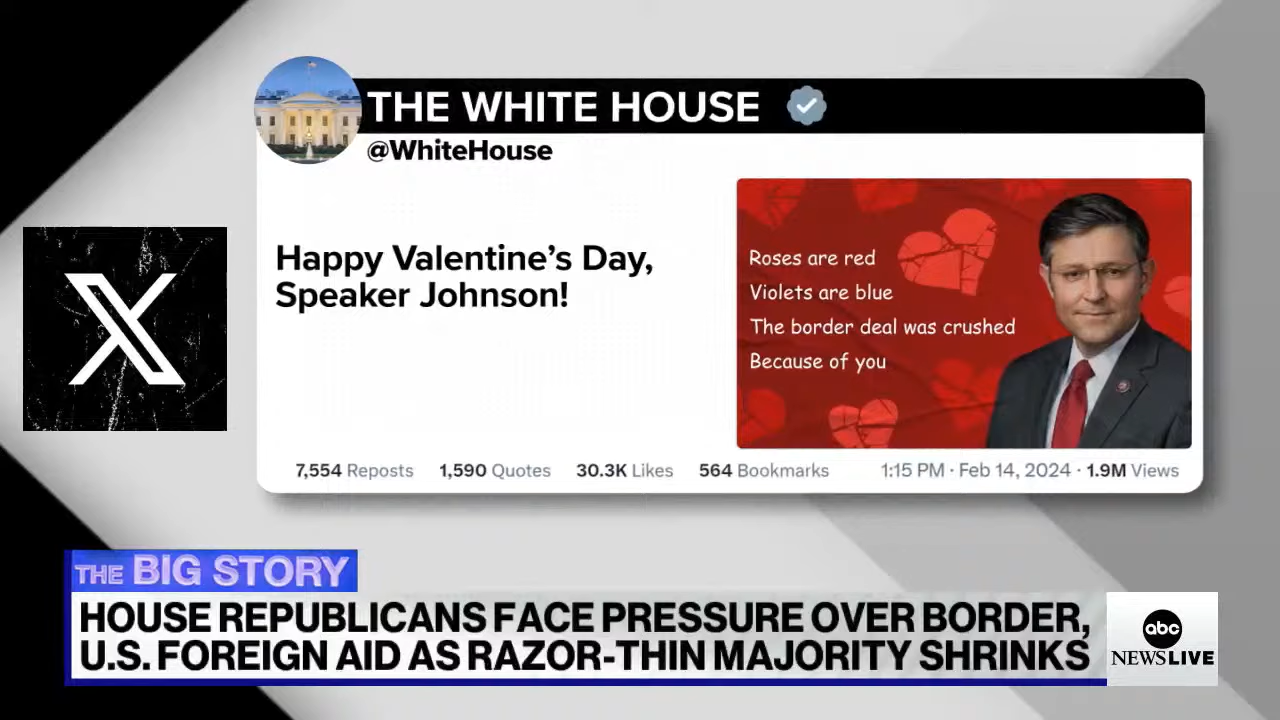 THE WHITE HOUSE
@WhiteHouse
Happy Valentine's Day,
Speaker Johnson!
Roses are red
Violets are blue
The border deal was crushed
Because of you
7,554 Reposts 1,590 Quotes 30.3K Likes 564 Bookmarks 1:15 PM · Feb 14, 2024 · 1.9M Views
X
THE BIG STORY
HOUSE REPUBLICANS FACE PRESSURE OVER BORDER,
U.S. FOREIGN AID AS RAZOR-THIN MAJORITY SHRINKS
abc
NEWSLIVE